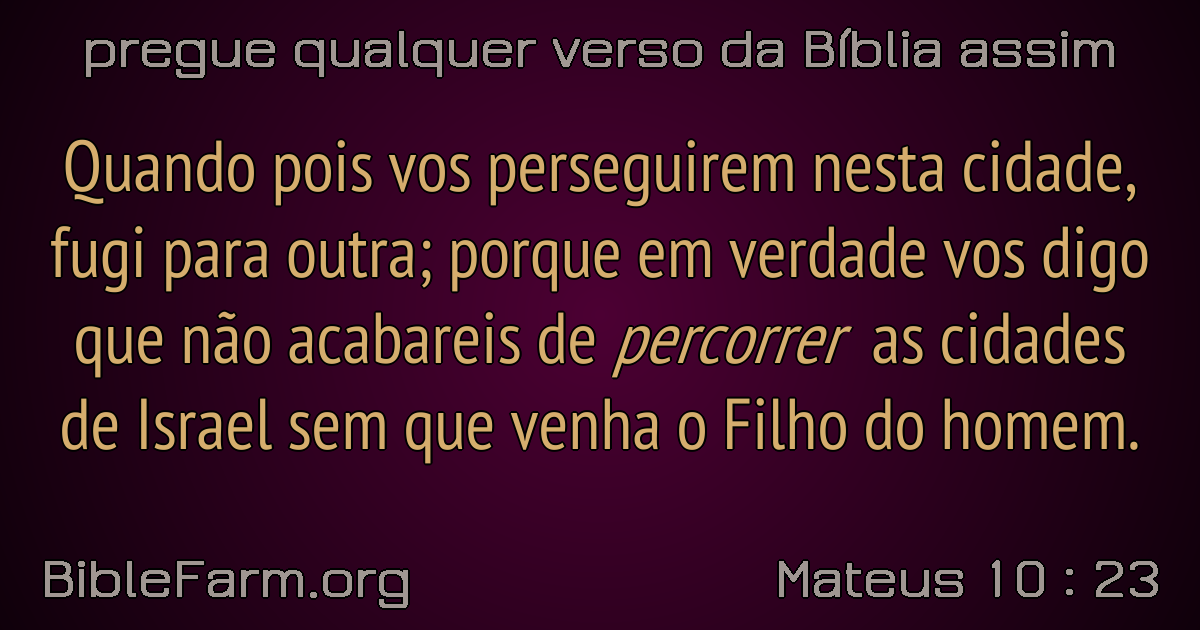 pregue qualquer verso da Bíblia assim
Quando pois vos perseguirem nesta cidade,
fugi para outra; porque em verdade vos digo
que não acabareis de percorrer as cidades
de Israel sem que venha o Filho do homem.
BibleFarm.org
Mateus 10 : 23